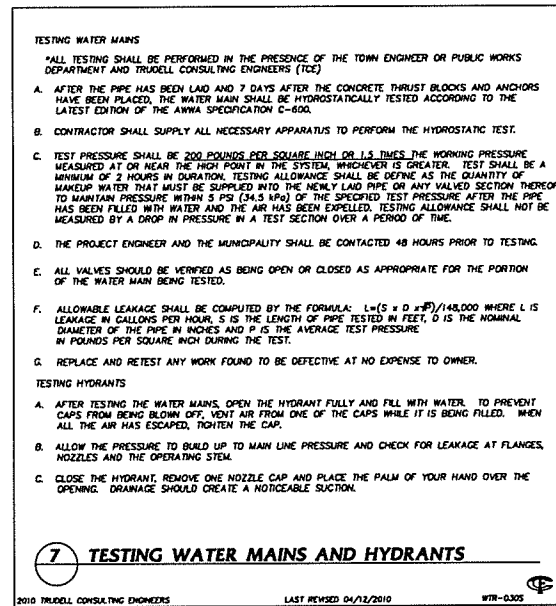 TESTING WATER MAINS
*ALL TESTING SHALL BE PERFORMED IN THE PRESENCE OF THE TOWN ENGINEER OR PUBLIC WORKS
DEPARTMENT AND TRUDELL CONSULTING ENGINEERS (TCE)
A. AFTER THE PIPE HAS BEEN LAID AND 7 DAYS AFTER THE CONCRETE THRUST BLOCKS AND ANCHORS
HAVE BEEN PLACED, THE WATER MAIN SHALL BE HYDROSTATICALLY TESTED ACCORDING TO THE
LATEST EDITION OF THE AWWA SPECIFICATION C-600.
B. CONTRACTOR SHALL SUPPLY ALL NECESSARY APPARATUS TO PERFORM THE HYDROSTATIC TEST.
C. TEST PRESSURE SHALL BE 200 POUNDS PER SQUARE INCH OR 1.5 TIMES THE WORKING PRESSURE
MEASURED AT OR NEAR THE HIGH POINT IN THE SYSTEM, WHICHEVER IS GREATER. TEST SHALL BE A
MINIMUM OF 2 HOURS IN DURATION. TESTING ALLOWANCE SHALL BE DEFINE AS THE QUANTITY OF
MAKEUP WATER THAT MUST BE SUPPLIED INTO THE NEWLY LAID PIPE OR ANY VALVED SECTION THEREOF
TO MAINTAIN PRESSURE WITHIN 5 PSI (34.5 kPa) OF THE SPECIFIED TEST PRESSURE AFTER THE PIPE
HAS BEEN FILLED WITH WATER AND THE AIR HAS BEEN EXPELLED. TESTING ALLOWANCE SHALL NOT BE
MEASURED BY A DROP IN PRESSURE IN A TEST SECTION OVER A PERIOD OF TIME.
D. THE PROJECT ENGINEER AND THE MUNICIPALITY SHALL BE CONTACTED 48 HOURS PRIOR TO TESTING.
E. ALL VALVES SHOULD BE VERIFIED AS BEING OPEN OR CLOSED AS APPROPRIATE FOR THE PORTION
OF THE WATER MAIN BEING TESTED.
F. ALLOWABLE LEAKAGE SHALL BE COMPUTED BY THE FORMULA: L=(S x D x√P)/148,000 WHERE L IS
LEAKAGE IN GALLONS PER HOUR, S IS THE LENGTH OF PIPE TESTED IN FEET, D IS THE NOMINAL
DIAMETER OF THE PIPE IN INCHES AND P IS THE AVERAGE TEST PRESSURE
IN POUNDS PER SQUARE INCH DURING THE TEST.
G. REPLACE AND RETEST ANY WORK FOUND TO BE DEFECTIVE AT NO EXPENSE TO OWNER.
TESTING HYDRANTS
A. AFTER TESTING THE WATER MAINS, OPEN THE HYDRANT FULLY AND FILL WITH WATER. TO PREVENT
CAPS FROM BEING BLOWN OFF, VENT AIR FROM ONE OF THE CAPS WHILE IT IS BEING FILLED. WHEN
ALL THE AIR HAS ESCAPED, TIGHTEN THE CAP.
B. ALLOW THE PRESSURE TO BUILD UP TO MAIN LINE PRESSURE AND CHECK FOR LEAKAGE AT FLANGES,
NOZZLES AND THE OPERATING STEM.
C. CLOSE THE HYDRANT, REMOVE ONE NOZZLE CAP AND PLACE THE PALM OF YOUR HAND OVER THE
OPENING. DRAINAGE SHOULD CREATE A NOTICEABLE SUCTION.
7 TESTING WATER MAINS AND HYDRANTS
2010 TRUDELL CONSULTING ENGINEERS LAST REVISED 04/12/2010 WTR-030S